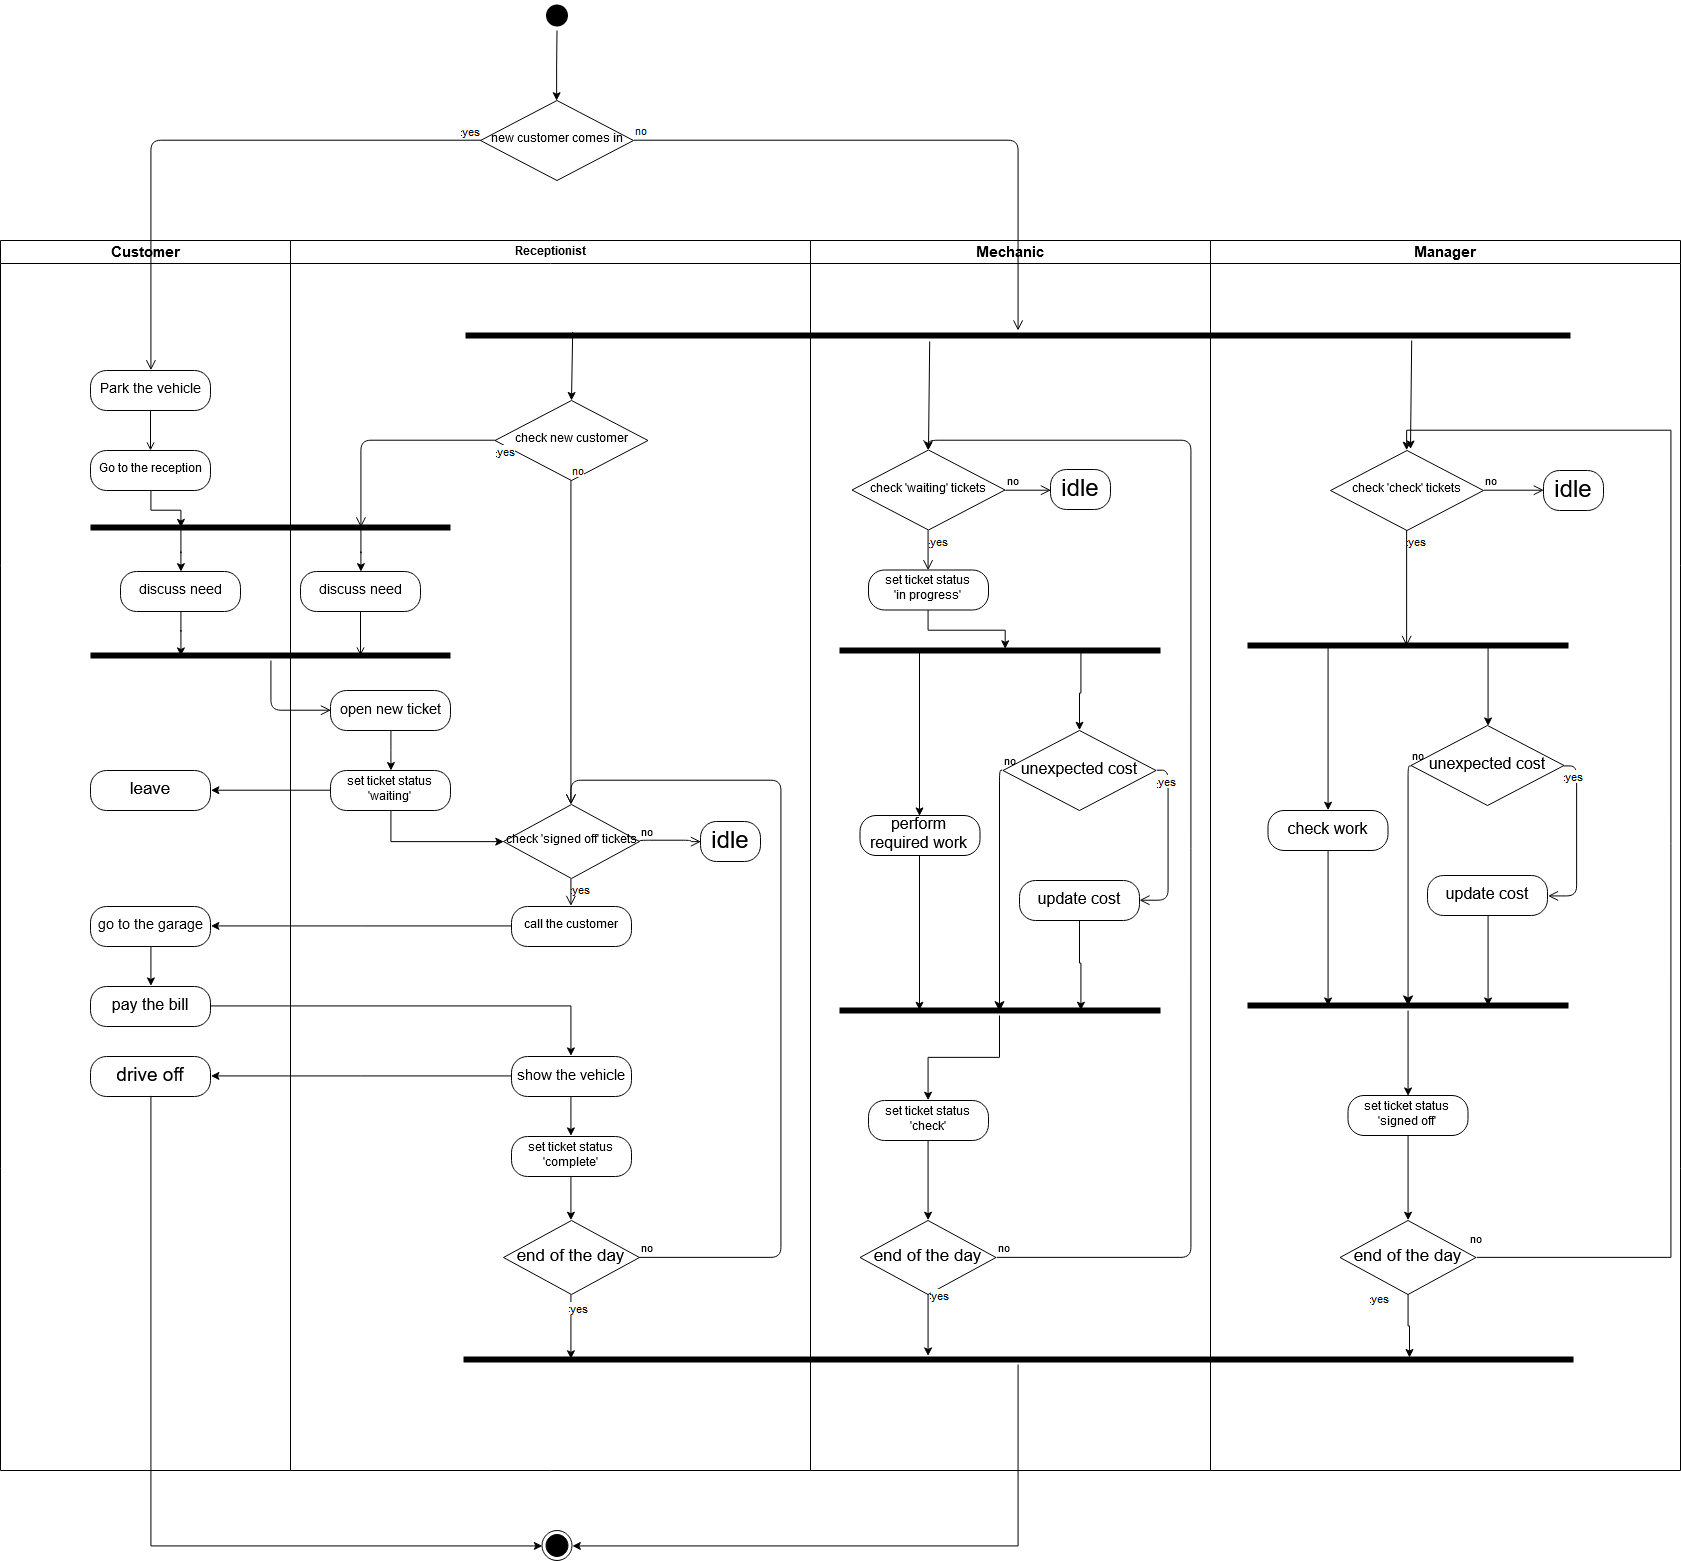 :yes
new customer comes in
no
Customer
Receptionist
Mechanic
Manager
Park the vehicle
check new customer
:yes
no
Go to the reception
check 'waiting' tickets
no
idle
:yes
check 'check' tickets
no
idle
:yes
discuss need
discuss need
set ticket status
'in progress'
open new ticket
set ticket status
'waiting'
leave
check 'signed off' tickets
no
idle
:yes
no
unexpected cost
:yes
no
unexpected cost
:yes
perform
required work
check work
update cost
update cost
go to the garage
call the customer
pay the bill
drive off
show the vehicle
set ticket status
'complete'
set ticket status
'check'
set ticket status
'signed off'
end of the day
no
:yes
end of the day
no
:yes
end of the day
no
:yes